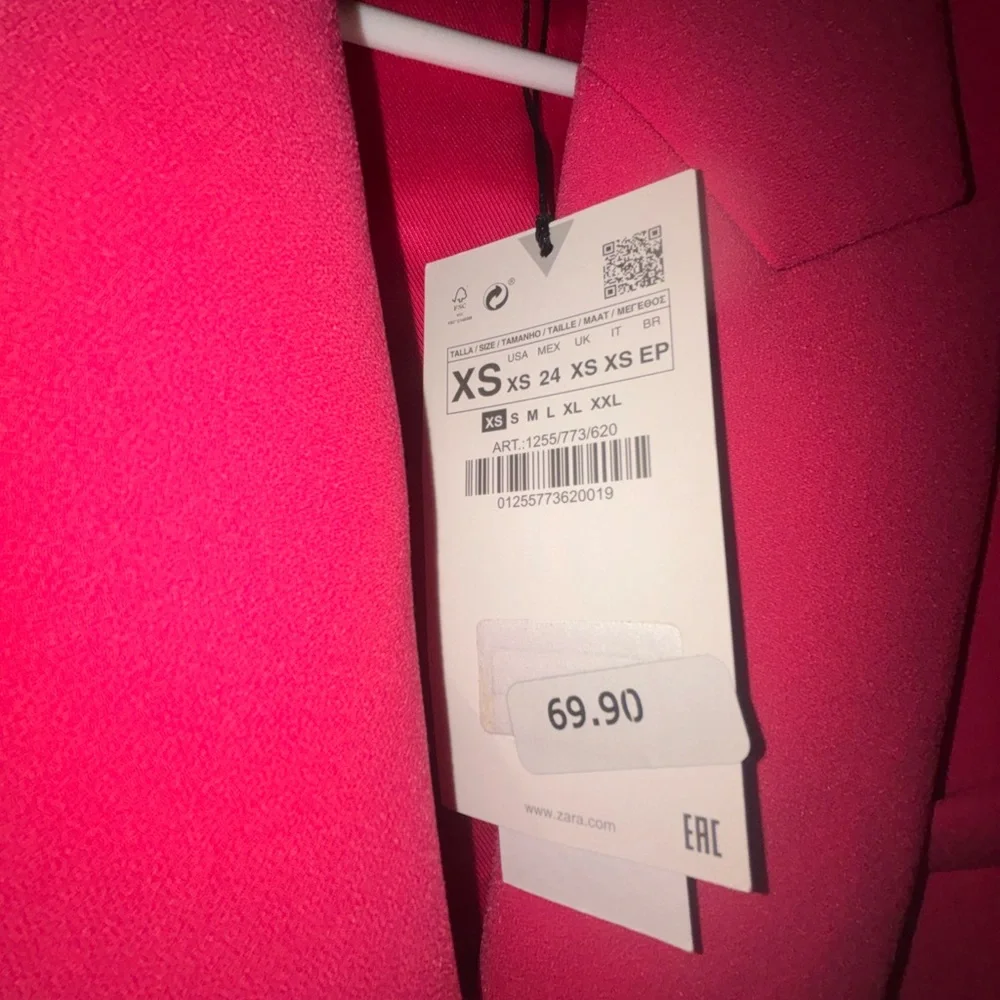 FSC
®
TALLA / SIZE / TAMANHO / TAILLE / MAAT / ΜΕΓΕΘΟΣ
USA MEX UK IT BR
XS XS 24 XS XS EP
XS S M L XL XXL
ART.:1255/773/620
01255773620019
69.90
www.zara.com
EAC